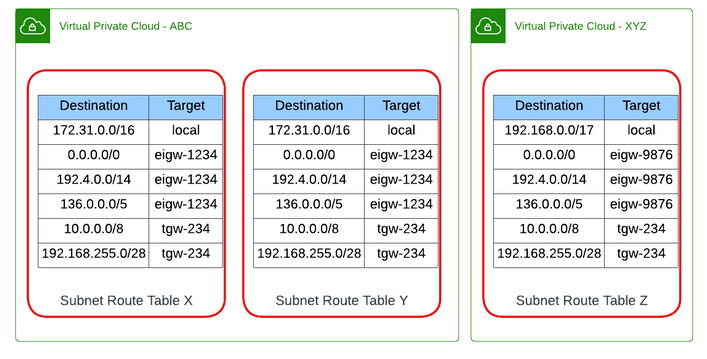 Virtual Private Cloud - ABC
Destination Target
172.31.0.0/16 local
0.0.0.0/0 eigw-1234
192.4.0.0/14 eigw-1234
136.0.0.0/5 eigw-1234
10.0.0.0/8 tgw-234
192.168.255.0/28 tgw-234
Subnet Route Table X
Destination Target
172.31.0.0/16 local
0.0.0.0/0 eigw-1234
192.4.0.0/14 eigw-1234
136.0.0.0/5 eigw-1234
10.0.0.0/8 tgw-234
192.168.255.0/28 tgw-234
Subnet Route Table Y
Virtual Private Cloud - XYZ
Destination Target
192.168.0.0/17 local
0.0.0.0/0 eigw-9876
192.4.0.0/14 eigw-9876
136.0.0.0/5 eigw-9876
10.0.0.0/8 tgw-234
192.168.255.0/28 tgw-234
Subnet Route Table Z